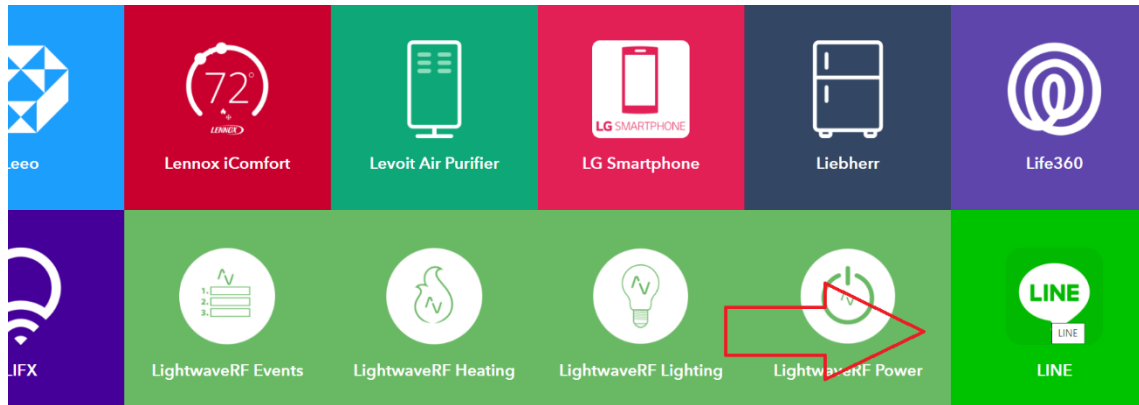 72°
LENNOX
LG SMARTPHONE
Lennox iComfort
Levoit Air Purifier
LG Smartphone
Liebherr
Life360
1.
2.
3.
LINE
LINE
LIFX
LightwaveRF Events
LightwaveRF Heating
LightwaveRF Lighting
LightwaveRF Power
LINE